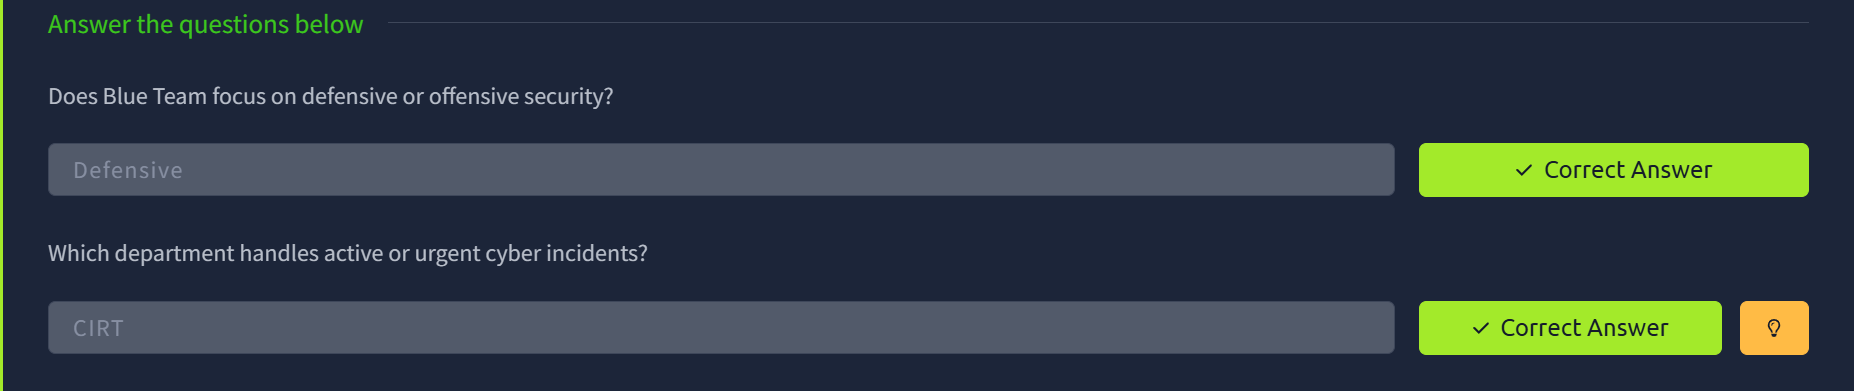 Answer the questions below
Does Blue Team focus on defensive or offensive security?
Defensive
Correct Answer
Which department handles active or urgent cyber incidents?
CIRT
Correct Answer